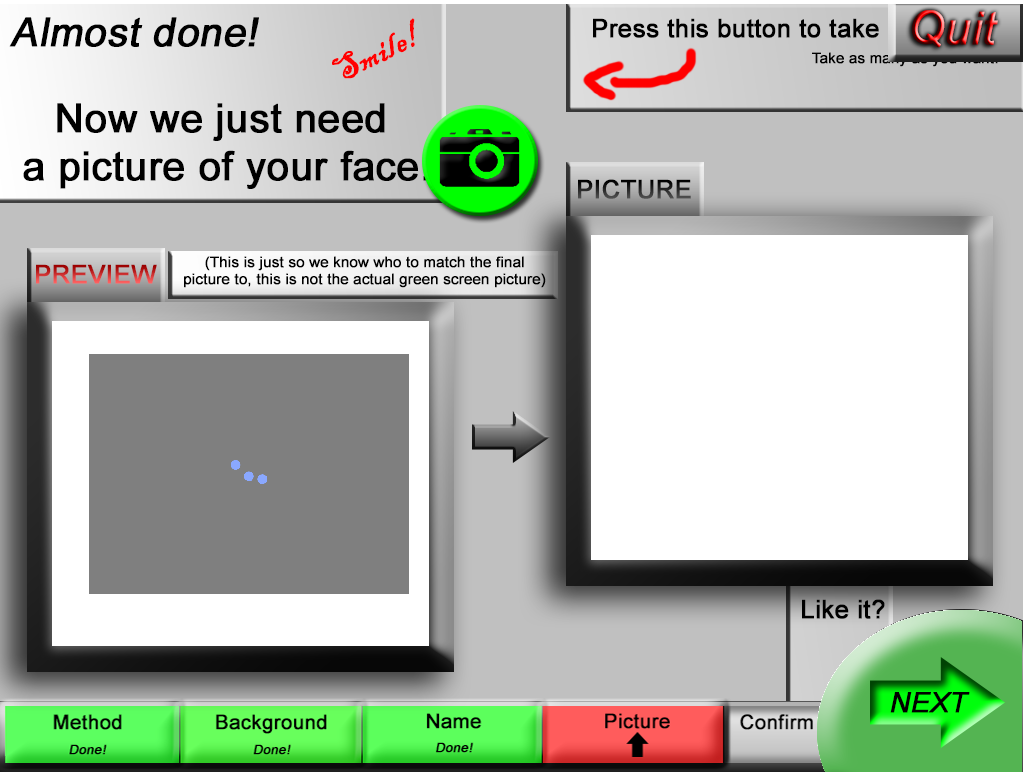 Almost done!
Smile!
Now we just need
a picture of your face.
Press this button to take
Quit
Take as many as you want.
PICTURE
PREVIEW
(This is just so we know who to match the final
picture to, this is not the actual green screen picture)
Like it?
NEXT
Method
Done!
Background
Done!
Name
Done!
Picture
Confirm